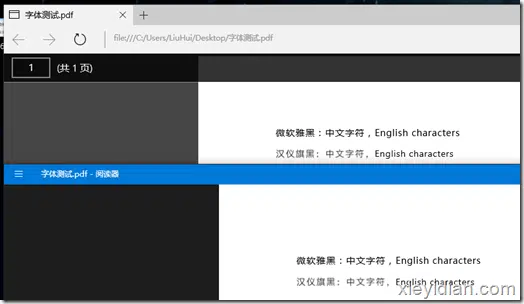 字体测试.pdf
file:///C:/Users/LiuHui/Desktop/字体测试.pdf
1 (共 1 页)
微软雅黑：中文字符，English characters
汉仪旗黑：中文字符，English characters
字体测试.pdf - 阅读器
微软雅黑：中文字符，English characters
汉仪旗黑：中文字符，English characters
xieyidian.com